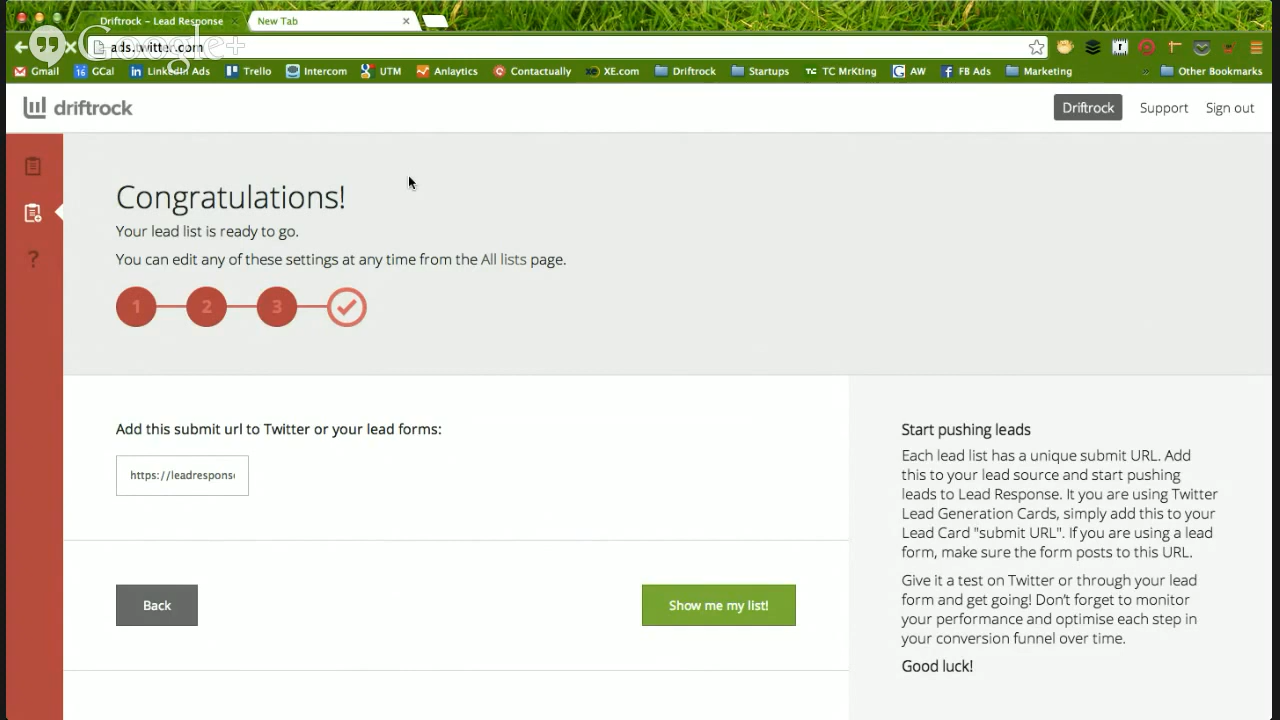 Driftrock – Lead Response
New Tab
Google+
ads.twitter.com
Gmail
16 GCal
LinkedIn Ads
Trello
Intercom
UTM
Anlaytics
Contactually
XE.com
Driftrock
Startups
TC TC MrKting
AW
FB Ads
Marketing
»
Other Bookmarks
driftrock
Driftrock
Support
Sign out
Congratulations!
Your lead list is ready to go.
You can edit any of these settings at any time from the All lists page.
1
2
3
?
Add this submit url to Twitter or your lead forms:
https://leadrespons
Back
Show me my list!
Start pushing leads
Each lead list has a unique submit URL. Add
this to your lead source and start pushing
leads to Lead Response. It you are using Twitter
Lead Generation Cards, simply add this to your
Lead Card "submit URL". If you are using a lead
form, make sure the form posts to this URL.
Give it a test on Twitter or through your lead
form and get going! Don't forget to monitor
your performance and optimise each step in
your conversion funnel over time.
Good luck!